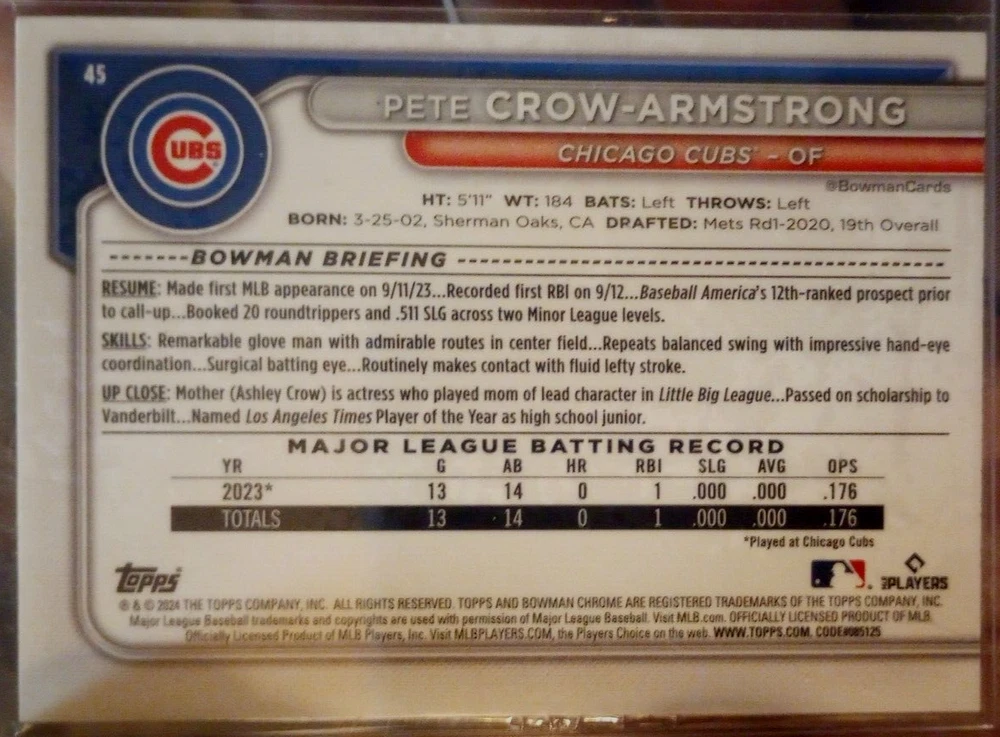 45
CUBS
PETE CROW-ARMSTRONG
CHICAGO CUBS™ - OF
@BowmanCards
HT: 5'11" WT: 184 BATS: Left THROWS: Left
BORN: 3-25-02, Sherman Oaks, CA DRAFTED: Mets Rd1-2020, 19th Overall
BOWMAN BRIEFING
RESUME: Made first MLB appearance on 9/11/23...Recorded first RBI on 9/12...Baseball America's 12th-ranked prospect prior
to call-up...Booked 20 roundtrippers and .511 SLG across two Minor League levels.
SKILLS: Remarkable glove man with admirable routes in center field...Repeats balanced swing with impressive hand-eye
coordination...Surgical batting eye...Routinely makes contact with fluid lefty stroke.
UP CLOSE: Mother (Ashley Crow) is actress who played mom of lead character in Little Big League...Passed on scholarship to
Vanderbilt...Named Los Angeles Times Player of the Year as high school junior.
MAJOR LEAGUE BATTING RECORD
YR G AB HR RBI SLG AVG OPS
2023* 13 14 0 1 .000 .000 .176
TOTALS 13 14 0 1 .000 .000 .176
*Played at Chicago Cubs
Topps
PLAYERS
® & © 2024 THE TOPPS COMPANY, INC. ALL RIGHTS RESERVED. TOPPS AND BOWMAN CHROME ARE REGISTERED TRADEMARKS OF THE TOPPS COMPANY, INC.
Major League Baseball trademarks and copyrights are used with permission of Major League Baseball. Visit MLB.com. OFFICIALLY LICENSED PRODUCT OF MLB
Officially Licensed Product of MLB Players, Inc. Visit MLBPLAYERS.COM, the Players Choice on the web. WWW.TOPPS.COM. CODE#085125